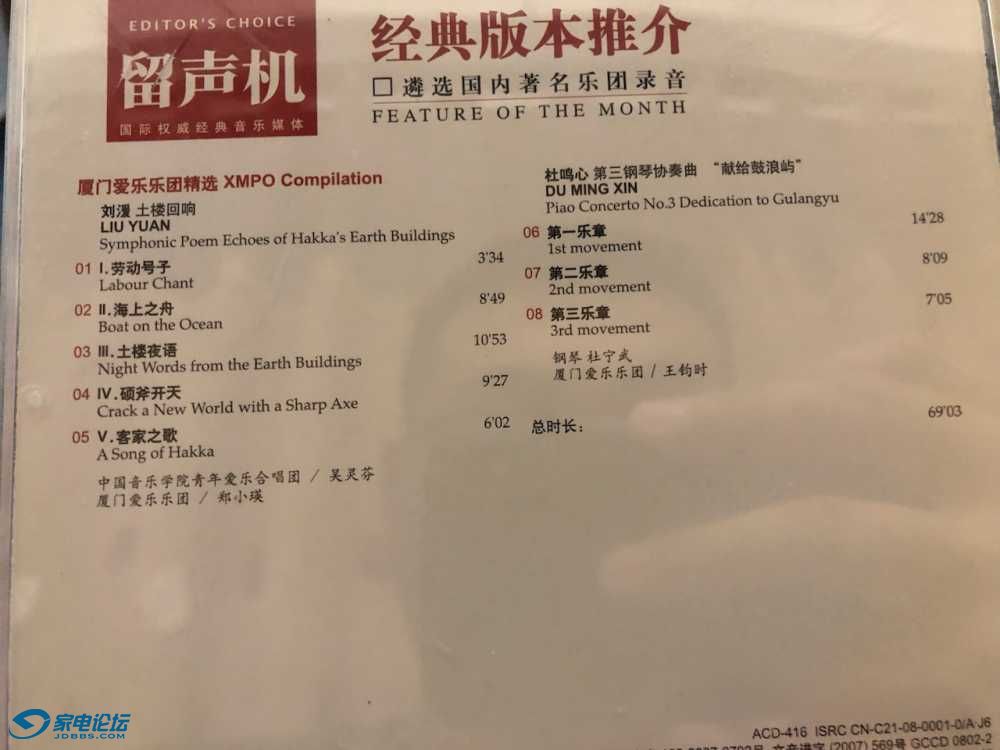 EDITOR'S CHOICE
留声机
国际权威经典音乐媒体
经典版本推介
□ 遴选国内著名乐团录音
FEATURE OF THE MONTH
厦门爱乐乐团精选 XMPO Compilation
刘湲 土楼回响
LIU YUAN
Symphonic Poem Echoes of Hakka's Earth Buildings
01 I.劳动号子 3'34
Labour Chant
02 II.海上之舟 8'49
Boat on the Ocean
03 III.土楼夜语 10'53
Night Words from the Earth Buildings
04 IV.硕斧开天 9'27
Crack a New World with a Sharp Axe
05 V.客家之歌 6'02
A Song of Hakka
中国音乐学院青年爱乐合唱团 / 吴灵芬
厦门爱乐乐团 / 郑小瑛
杜鸣心 第三钢琴协奏曲 “献给鼓浪屿”
DU MING XIN
Piao Concerto No.3 Dedication to Gulangyu
06 第一乐章 14'28
1st movement
07 第二乐章 8'09
2nd movement
08 第三乐章 7'05
3rd movement
钢琴 杜宁武
厦门爱乐乐团 / 王钧时
总时长： 69'03
ACD-416 ISRC CN-C21-08-0001-0/A·J6
文音进字 (2007) 569号 GCCD 0802-2
家电论坛
JDBBS.COM